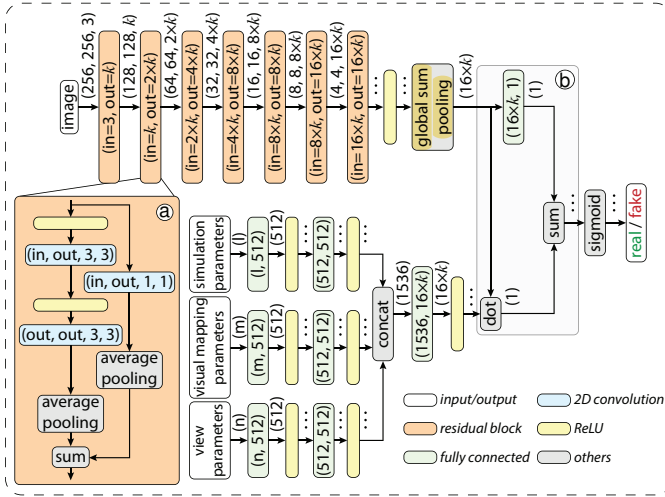 image
(256, 256, 3)
(in=3, out=k)
(128, 128, k)
(in=k, out=2×k)
(64, 64, 2×k)
(in=2×k, out=4×k)
(32, 32, 4×k)
(in=4×k, out=8×k)
(16, 16, 8×k)
(in=8×k, out=8×k)
(8, 8, 8×k)
(in=8×k, out=16×k)
(4, 4, 16×k)
(in=16×k, out=16×k)
...
...
global sum
pooling
(16×k)
b
(16×k, 1)
(1)
sum
...
sigmoid
...
real / fake
dot
(1)
a
(in, out, 3, 3)
(in, out, 1, 1)
(out, out, 3, 3)
average
pooling
average
pooling
sum
simulation
parameters
(l)
(l, 512)
(512)
...
(512, 512)
...
...
visual mapping
parameters
(m)
(m, 512)
(512)
...
(512, 512)
...
...
view
parameters
(n)
(n, 512)
(512)
...
(512, 512)
...
...
concat
(1536)
(1536, 16×k)
(16×k)
...
input/output
2D convolution
residual block
ReLU
fully connected
others